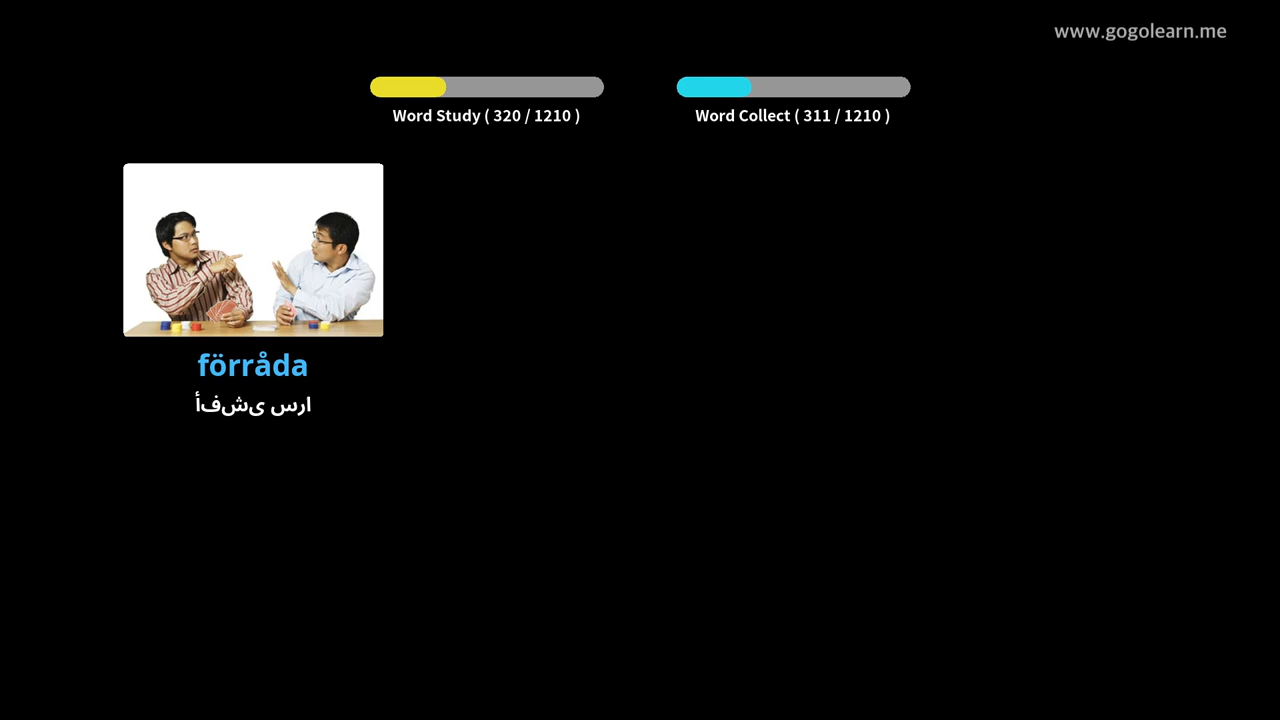 www.gogolearn.me
Word Study ( 320 / 1210 )
Word Collect ( 311 / 1210 )
förråda
ارس ىشفأ